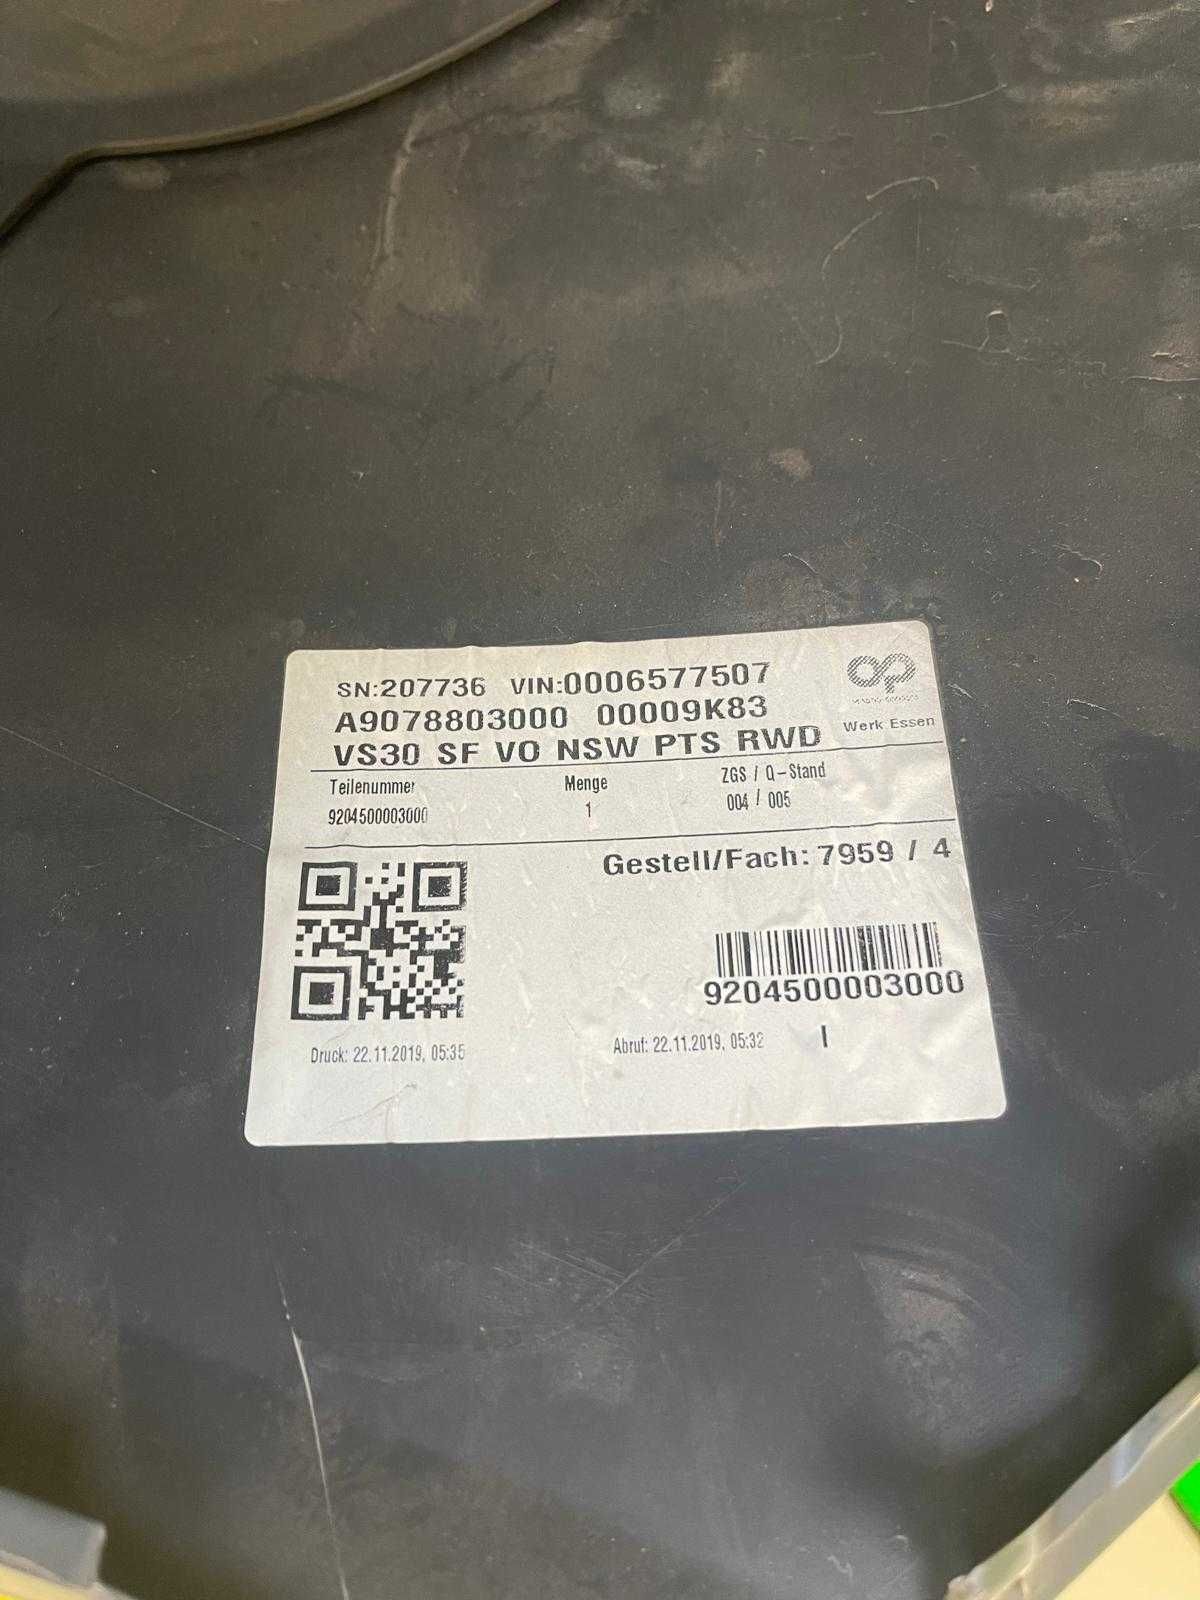 SN:207736 VIN:0006577507
A9078803000 00009K83
VS30 SF VO NSW PTS RWD
Werk Essen
Teilenummer Menge ZGS / Q-Stand
9204500003000 1 004 / 005
Gestell/Fach: 7959 / 4
9204500003000
Druck: 22.11.2019, 05:35 Abruf: 22.11.2019, 05:32 I